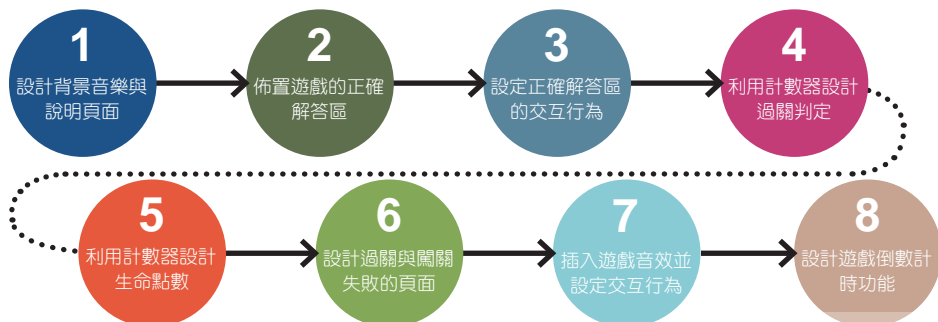 1
設計背景音樂與
說明頁面
2
佈置遊戲的正確
解答區
3
設定正確解答區
的交互行為
4
利用計數器設計
過關判定
5
利用計數器設計
生命點數
6
設計過關與闖關
失敗的頁面
7
插入遊戲音效並
設定交互行為
8
設計遊戲倒數計
時功能